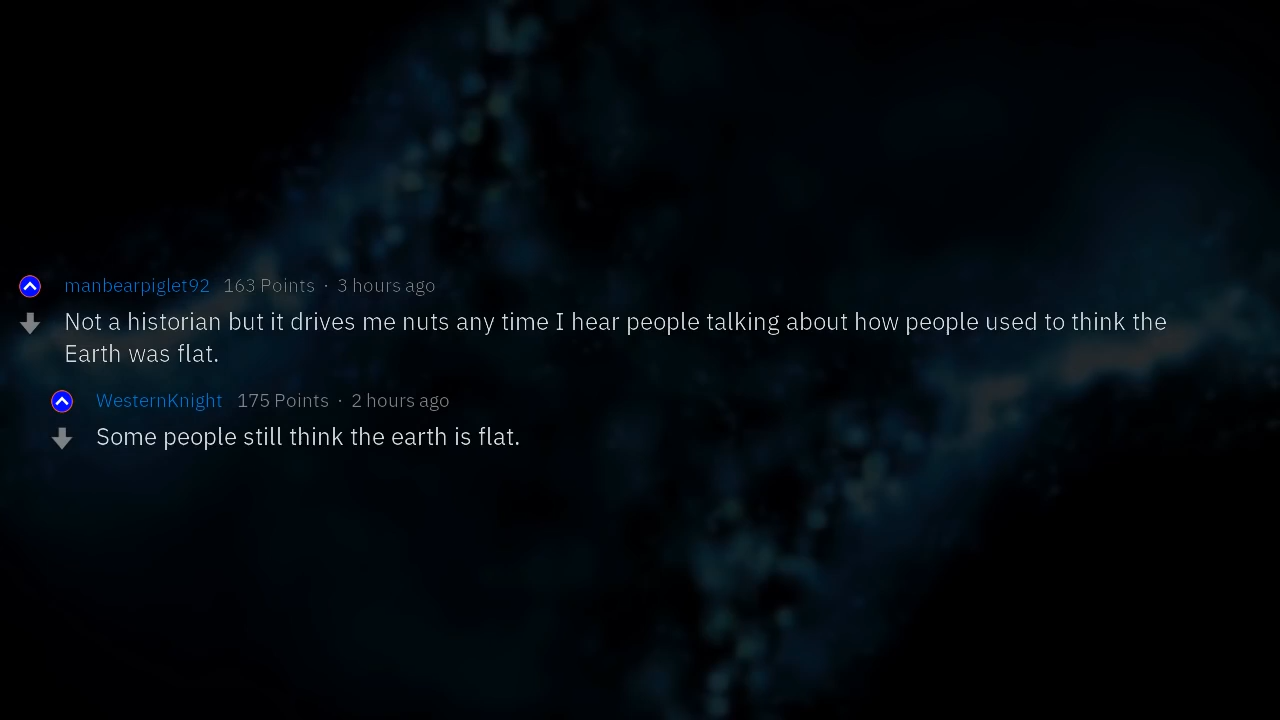 manbearpiglet92 163 Points · 3 hours ago
Not a historian but it drives me nuts any time I hear people talking about how people used to think the
Earth was flat.
WesternKnight 175 Points · 2 hours ago
Some people still think the earth is flat.